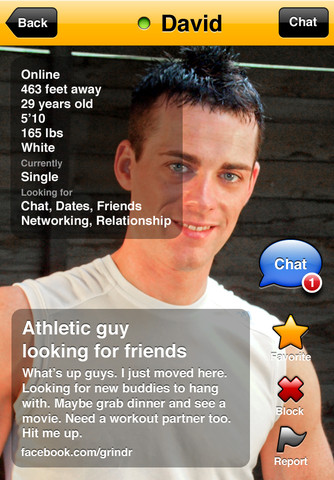 Back
David
Chat
Online
463 feet away
29 years old
5'10
165 lbs
White
Currently
Single
Looking for
Chat, Dates, Friends
Networking, Relationship
Chat
1
Favorite
Block
Report
Athletic guy
looking for friends
What's up guys. I just moved here.
Looking for new buddies to hang
with. Maybe grab dinner and see a
movie. Need a workout partner too.
Hit me up.
facebook.com/grindr